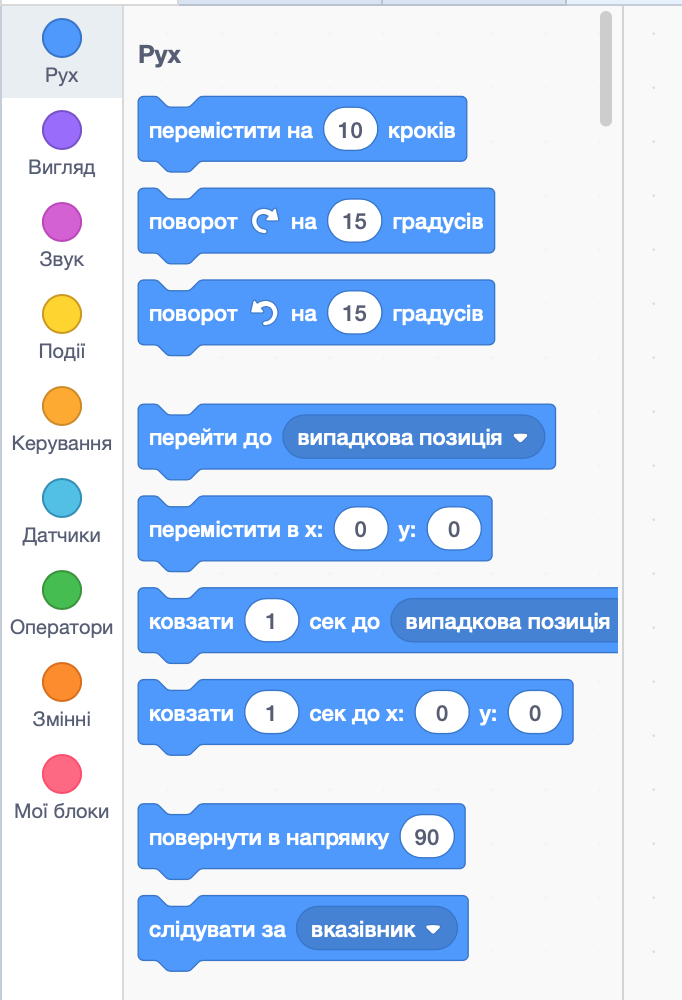 Рух
Вигляд
Звук
Події
Керування
Датчики
Оператори
Змінні
Мої блоки
Рух
перемістити на 10 кроків
поворот на 15 градусів
поворот на 15 градусів
перейти до випадкова позиція
перемістити в x: 0 y: 0
ковзати 1 сек до випадкова позиція
ковзати 1 сек до x: 0 y: 0
повернути в напрямку 90
слідувати за вказівник